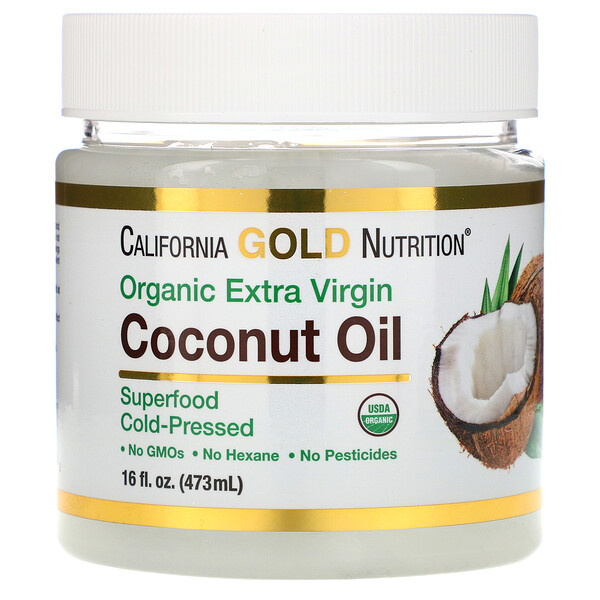 CALIFORNIA GOLD NUTRITION®
Organic Extra Virgin
Coconut Oil
Superfood
Cold-Pressed
USDA
ORGANIC
• No GMOs • No Hexane • No Pesticides
16 fl. oz. (473mL)